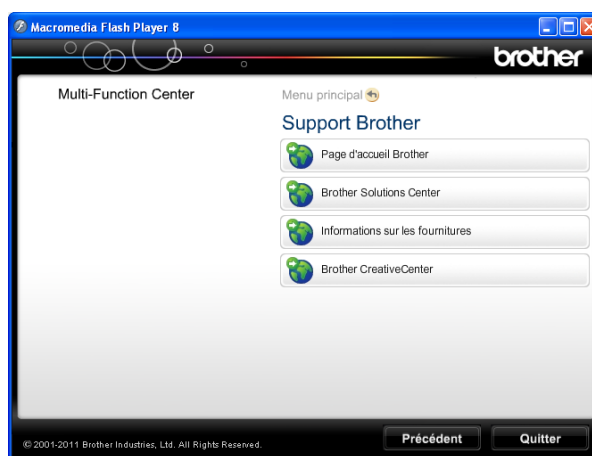 Macromedia Flash Player 8
brother
Multi-Function Center
Menu principal
Support Brother
Page d'accueil Brother
Brother Solutions Center
Informations sur les fournitures
Brother CreativeCenter
© 2001-2011 Brother Industries, Ltd. All Rights Reserved.
Précédent
Quitter